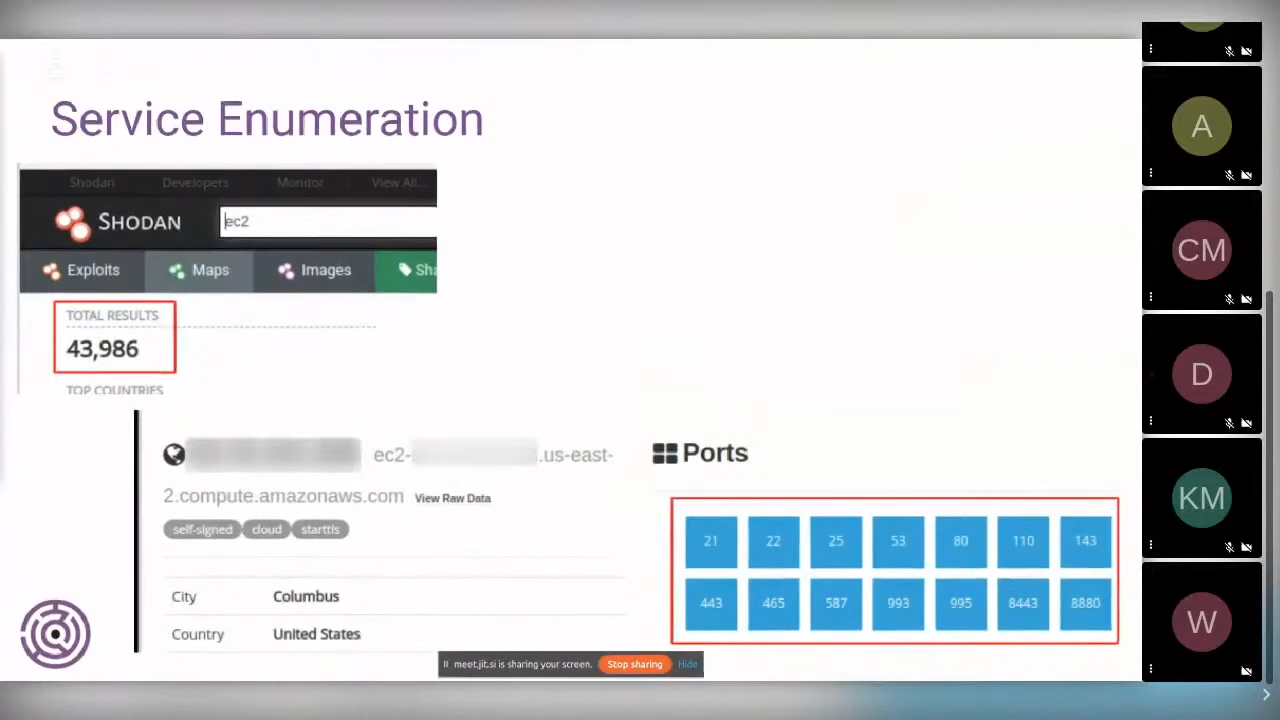 Service Enumeration
Shodan Developers Monitor View All...
SHODAN ec2
Exploits Maps Images Sha
TOTAL RESULTS
43,986
TOP COUNTRIES
ec2- .us-east-
2.compute.amazonaws.com View Raw Data
self-signed cloud starttls
City Columbus
Country United States
Ports
21 22 25 53 80 110 143
443 465 587 993 995 8443 8880
meet.jit.si is sharing your screen. Stop sharing Hide
A
CM
D
KM
W